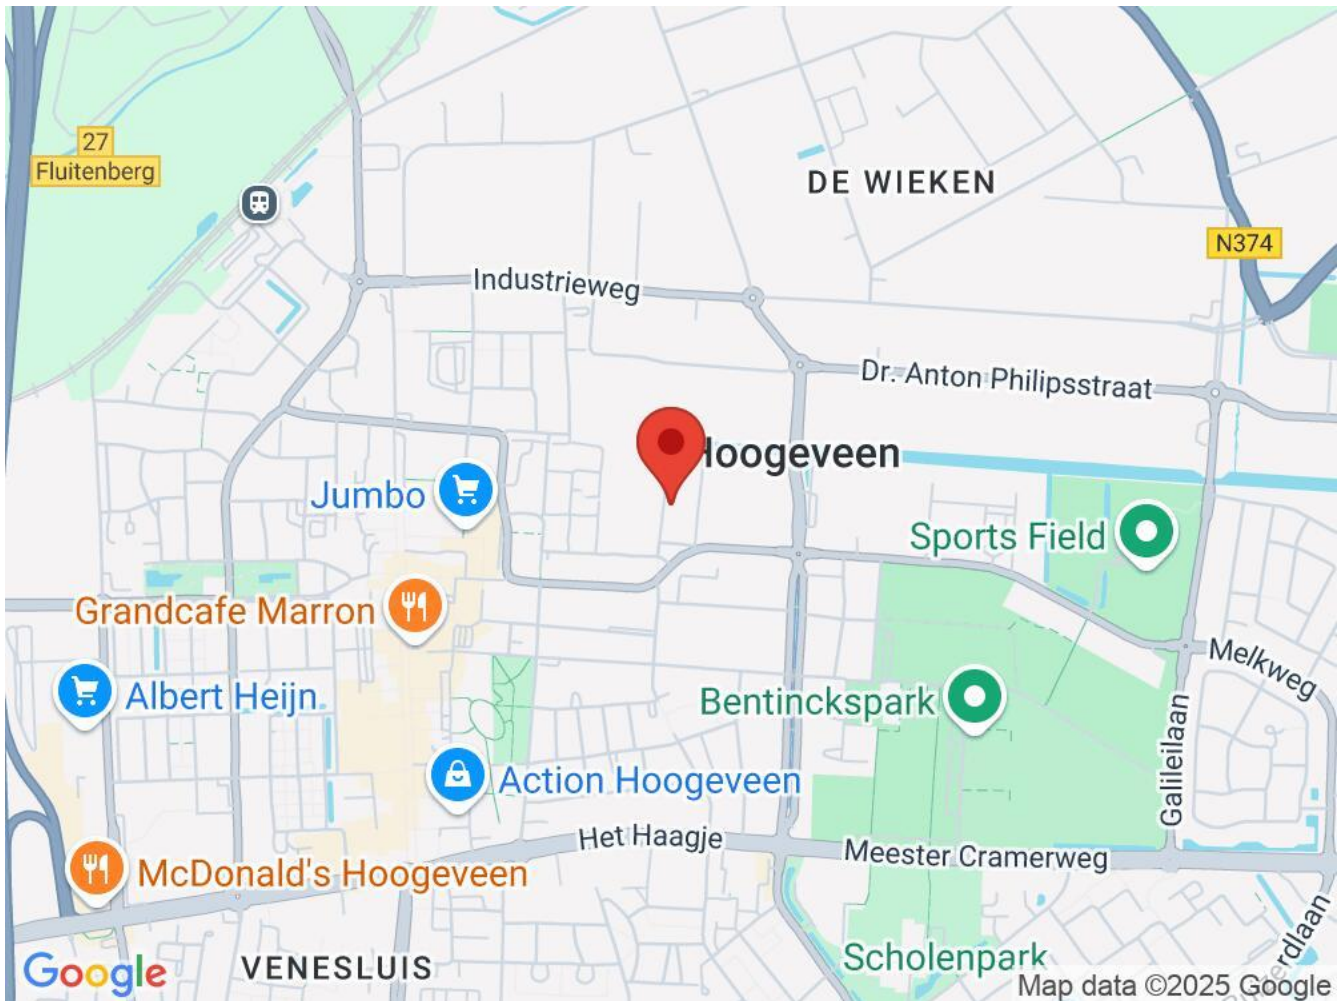 27
Fluitenberg
DE WIEKEN
N374
Industrieweg
Dr. Anton Philipsstraat
Hoogeveen
Jumbo
Sports Field
Grandcafe Marron
Melkweg
Albert Heijn
Bentinckspark
Galileilaan
Action Hoogeveen
Het Haagje
Meester Cramerweg
McDonald's Hoogeveen
erdlaan
Scholenpark
VENESLUIS
Google
Map data ©2025 Google